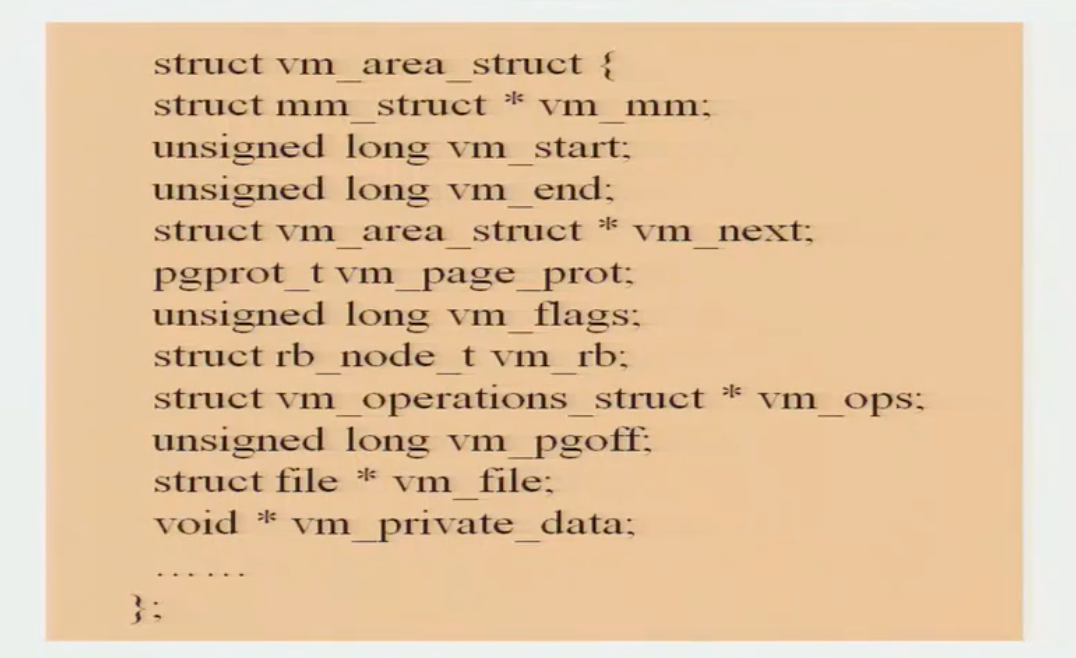 struct vm_area_struct {
struct mm_struct * vm_mm;
unsigned long vm_start;
unsigned long vm_end;
struct vm_area_struct * vm_next;
pgprot_t vm_page_prot;
unsigned long vm_flags;
struct rb_node_t vm_rb;
struct vm_operations_struct * vm_ops;
unsigned long vm_pgoff;
struct file * vm_file;
void * vm_private_data;
......
};